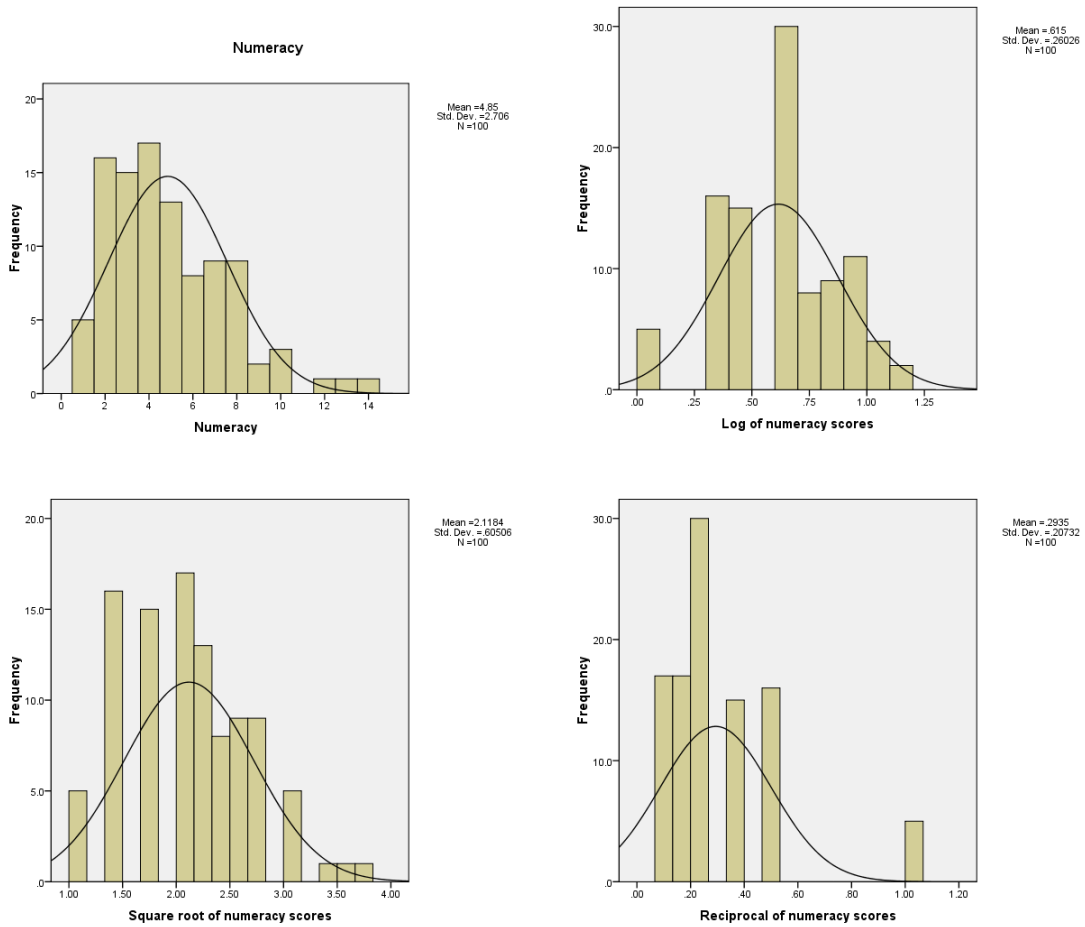 Numeracy
Mean =4.85
Std. Dev. =2.706
N =100
20
15
10
5
0
Frequency
0 2 4 6 8 10 12 14
Numeracy
Mean =.615
Std. Dev. =.26026
N =100
30.0
20.0
10.0
.0
Frequency
.00 .25 .50 .75 1.00 1.25
Log of numeracy scores
Mean =2.1184
Std. Dev. =.60506
N =100
20.0
15.0
10.0
5.0
.0
Frequency
1.00 1.50 2.00 2.50 3.00 3.50 4.00
Square root of numeracy scores
Mean =.2935
Std. Dev. =.20732
N =100
30.0
20.0
10.0
.0
Frequency
.00 .20 .40 .60 .80 1.00 1.20
Reciprocal of numeracy scores